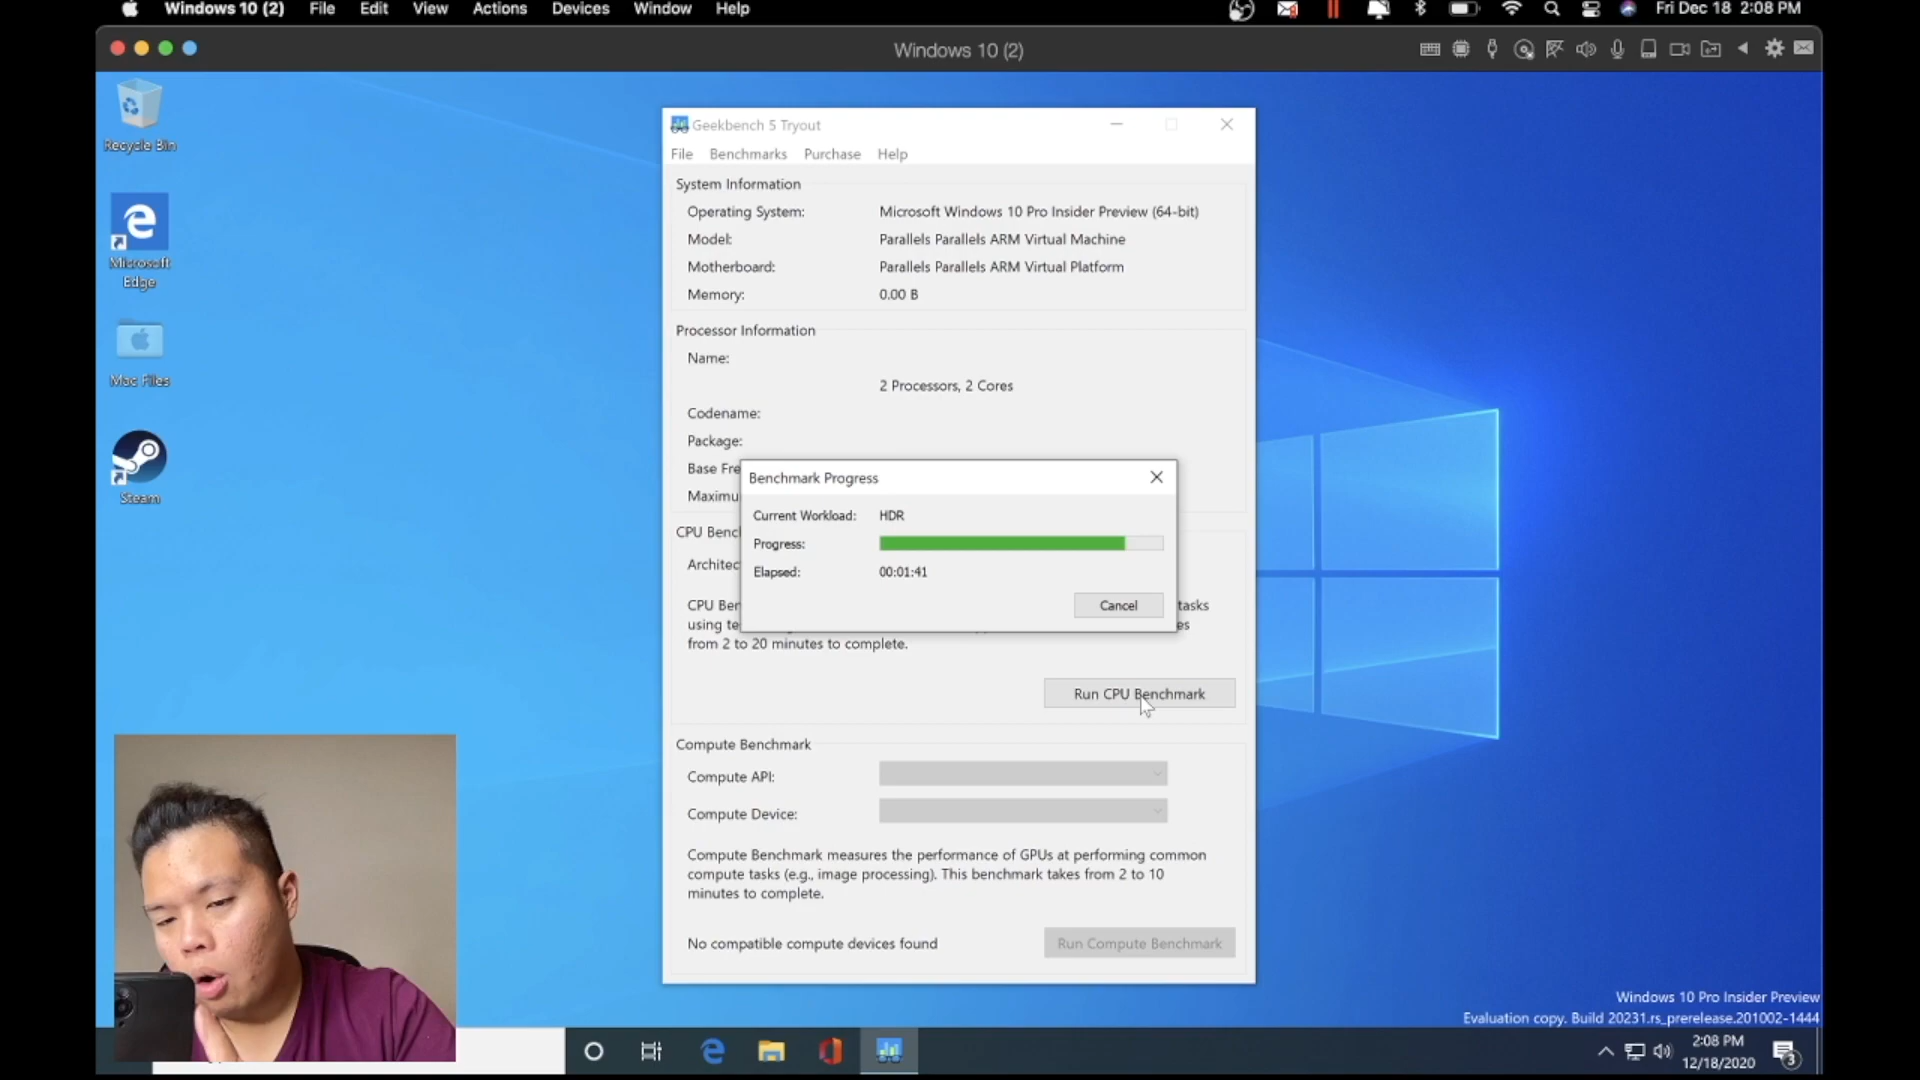 Windows 10 (2) File Edit View Actions Devices Window Help Fri Dec 18 2:08 PM
Windows 10 (2)
Recycle Bin
Microsoft
Edge
Mac Files
Steam
Geekbench 5 Tryout
File Benchmarks Purchase Help
System Information
Operating System: Microsoft Windows 10 Pro Insider Preview (64-bit)
Model: Parallels Parallels ARM Virtual Machine
Motherboard: Parallels Parallels ARM Virtual Platform
Memory: 0.00 B
Processor Information
Name:
2 Processors, 2 Cores
Codename:
Package:
Base Fre
Maximu
Benchmark Progress
Current Workload: HDR
Progress:
Elapsed: 00:01:41
Cancel
CPU Bench
Architec
CPU Ben tasks
using te es
from 2 to 20 minutes to complete.
Run CPU Benchmark
Compute Benchmark
Compute API:
Compute Device:
Compute Benchmark measures the performance of GPUs at performing common
compute tasks (e.g., image processing). This benchmark takes from 2 to 10
minutes to complete.
No compatible compute devices found Run Compute Benchmark
Windows 10 Pro Insider Preview
Evaluation copy. Build 20231.rs_prerelease.201002-1444
2:08 PM
12/18/2020
3